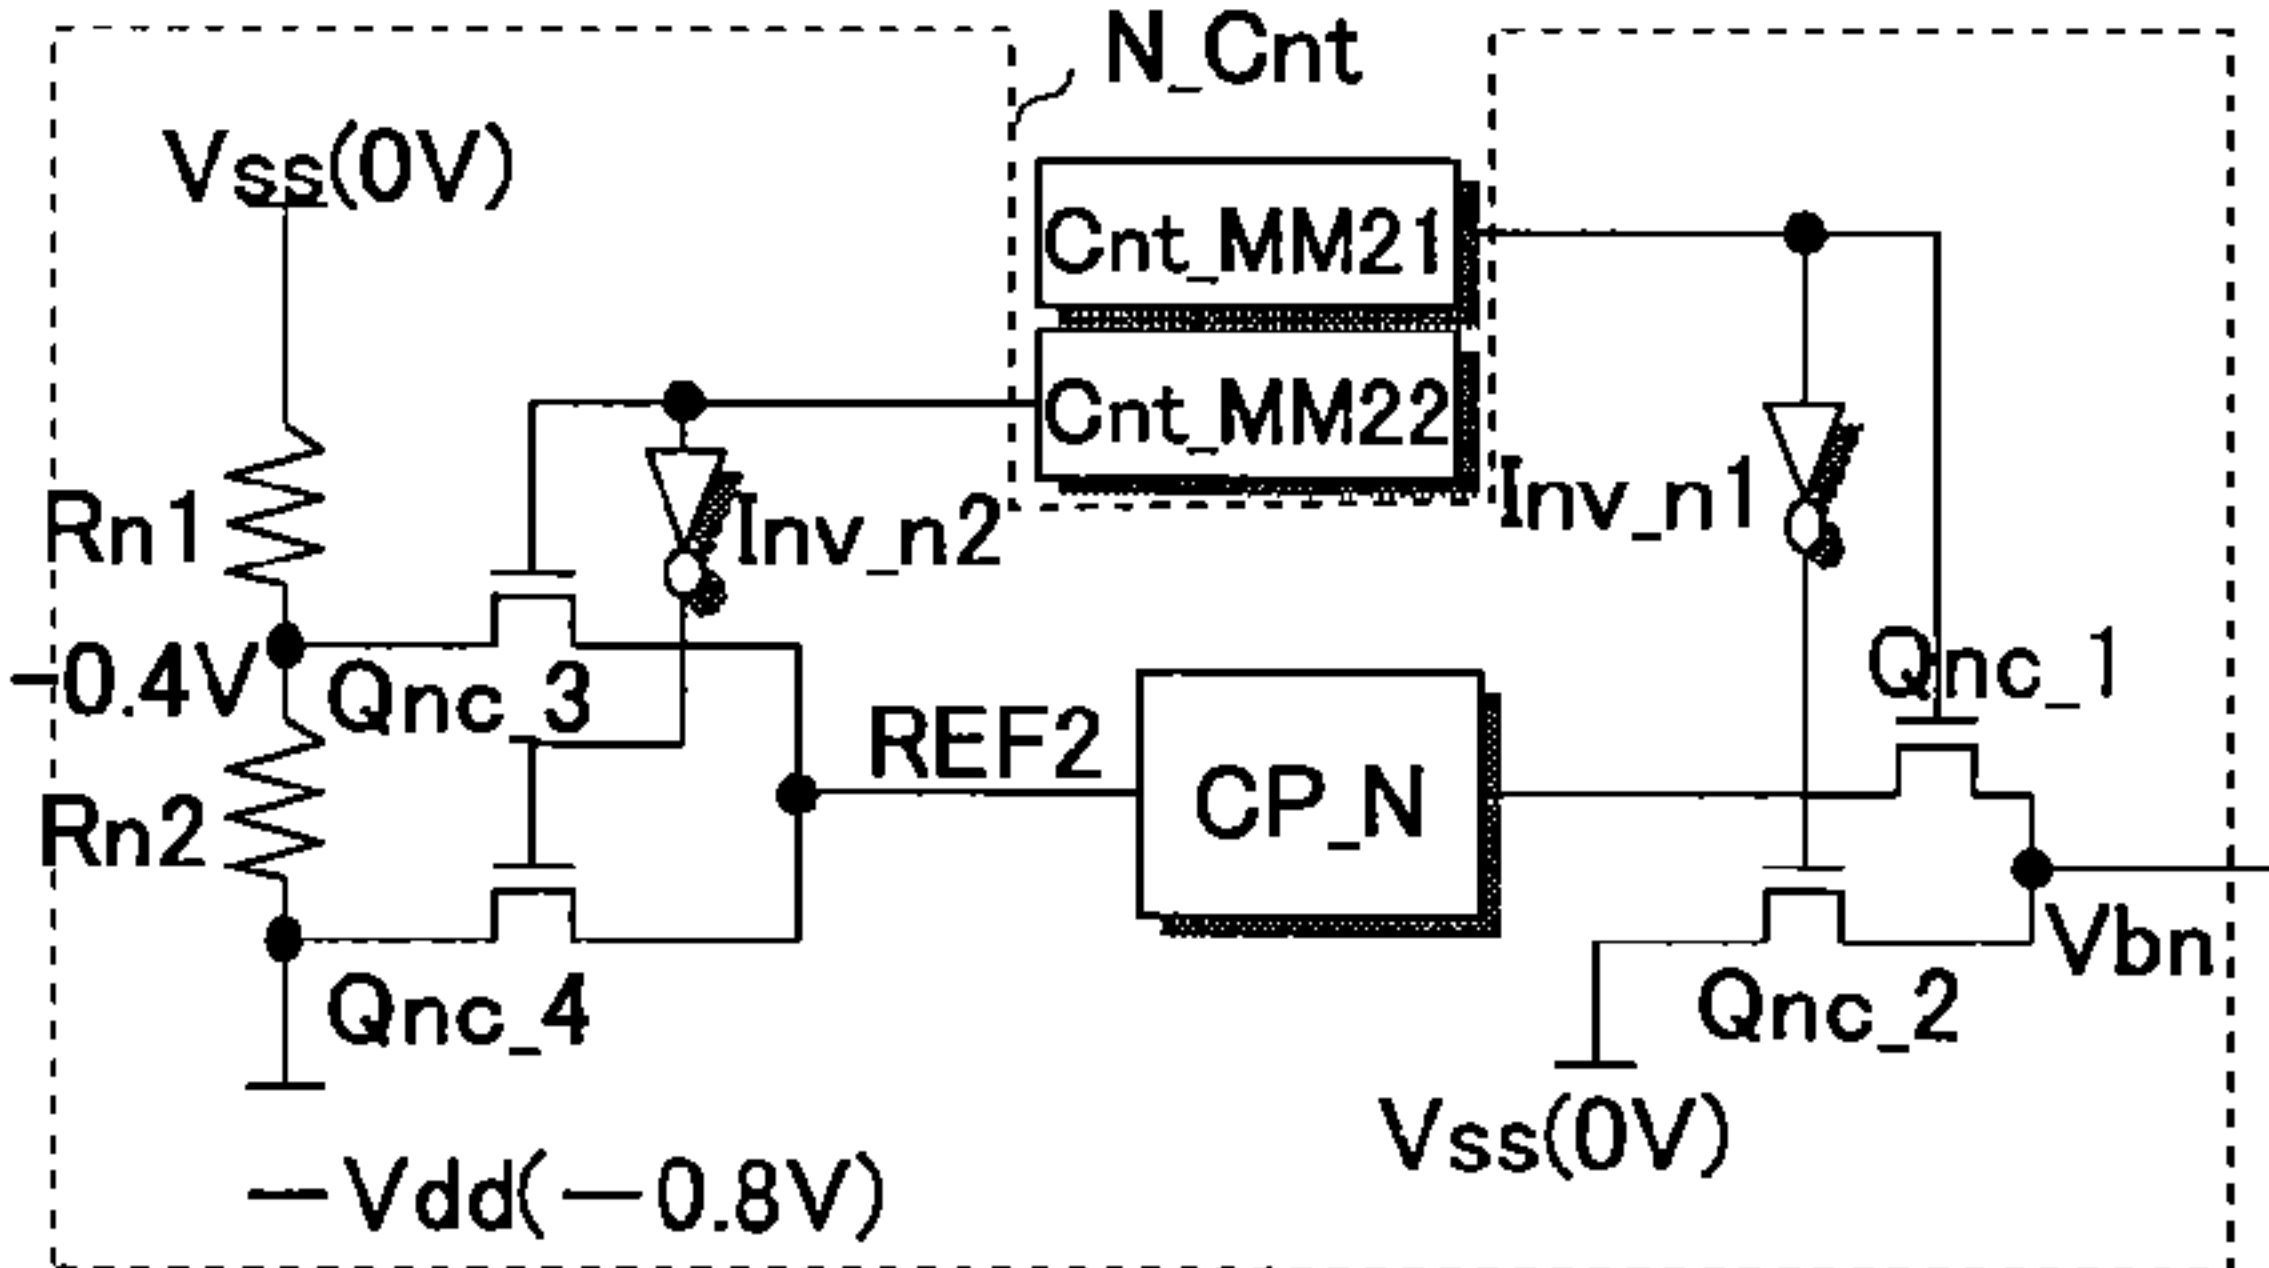 N_Cnt
Vss(0V)
Cnt_MM21
Cnt_MM22
Rn1
Inv_n2
Inv_n1
-0.4V
Qnc_3
Qnc_1
REF2
Rn2
CP_N
Vbn
Qnc_4
Qnc_2
Vss(0V)
—Vdd(—0.8V)